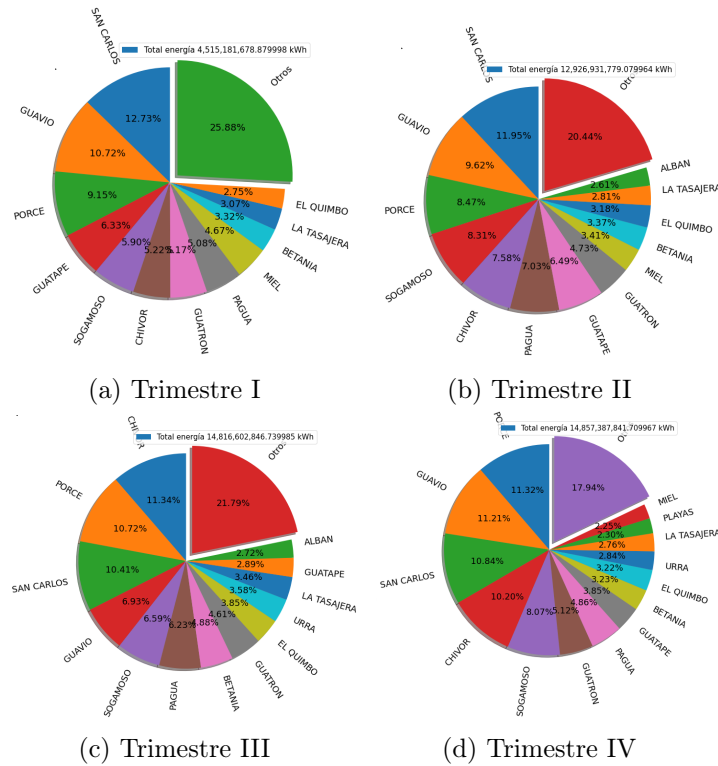 SAN CARLOS
Total energía 4,515,181,678.879998 kWh
Otros
GUAVIO
12.73%
25.88%
10.72%
PORCE
9.15%
2.75%
EL QUIMBO
3.07%
LA TASAJERA
3.32%
BETANIA
4.67%
MIEL
5.08%
PAGUA
5.17%
GUATRON
5.22%
CHIVOR
5.90%
SOGAMOSO
6.33%
GUATAPE
(a) Trimestre I
SAN CARLOS
Total energía 12,926,931,779.079964 kWh
Otros
GUAVIO
11.95%
20.44%
9.62%
ALBAN
2.61%
LA TASAJERA
2.81%
EL QUIMBO
3.18%
BETANIA
3.37%
MIEL
3.41%
GUATRON
4.73%
GUATAPE
6.49%
PAGUA
7.03%
CHIVOR
7.58%
SOGAMOSO
8.31%
PORCE
8.47%
(b) Trimestre II
CHIVOR
Total energía 14,816,602,846.739985 kWh
Otros
PORCE
11.34%
21.79%
10.72%
ALBAN
2.72%
GUATAPE
2.89%
LA TASAJERA
3.46%
URRA
3.58%
EL QUIMBO
3.85%
GUATRON
4.61%
BETANIA
4.88%
PAGUA
6.23%
SOGAMOSO
6.59%
GUAVIO
6.93%
SAN CARLOS
10.41%
(c) Trimestre III
PORCE
Total energía 14,857,387,841.709967 kWh
GUAVIO
11.32%
17.94%
11.21%
MIEL
2.25%
PLAYAS
2.30%
LA TASAJERA
2.76%
URRA
2.84%
EL QUIMBO
3.22%
BETANIA
3.23%
GUATAPE
3.85%
PAGUA
4.86%
GUATRON
5.12%
SOGAMOSO
8.07%
CHIVOR
10.20%
SAN CARLOS
10.84%
(d) Trimestre IV